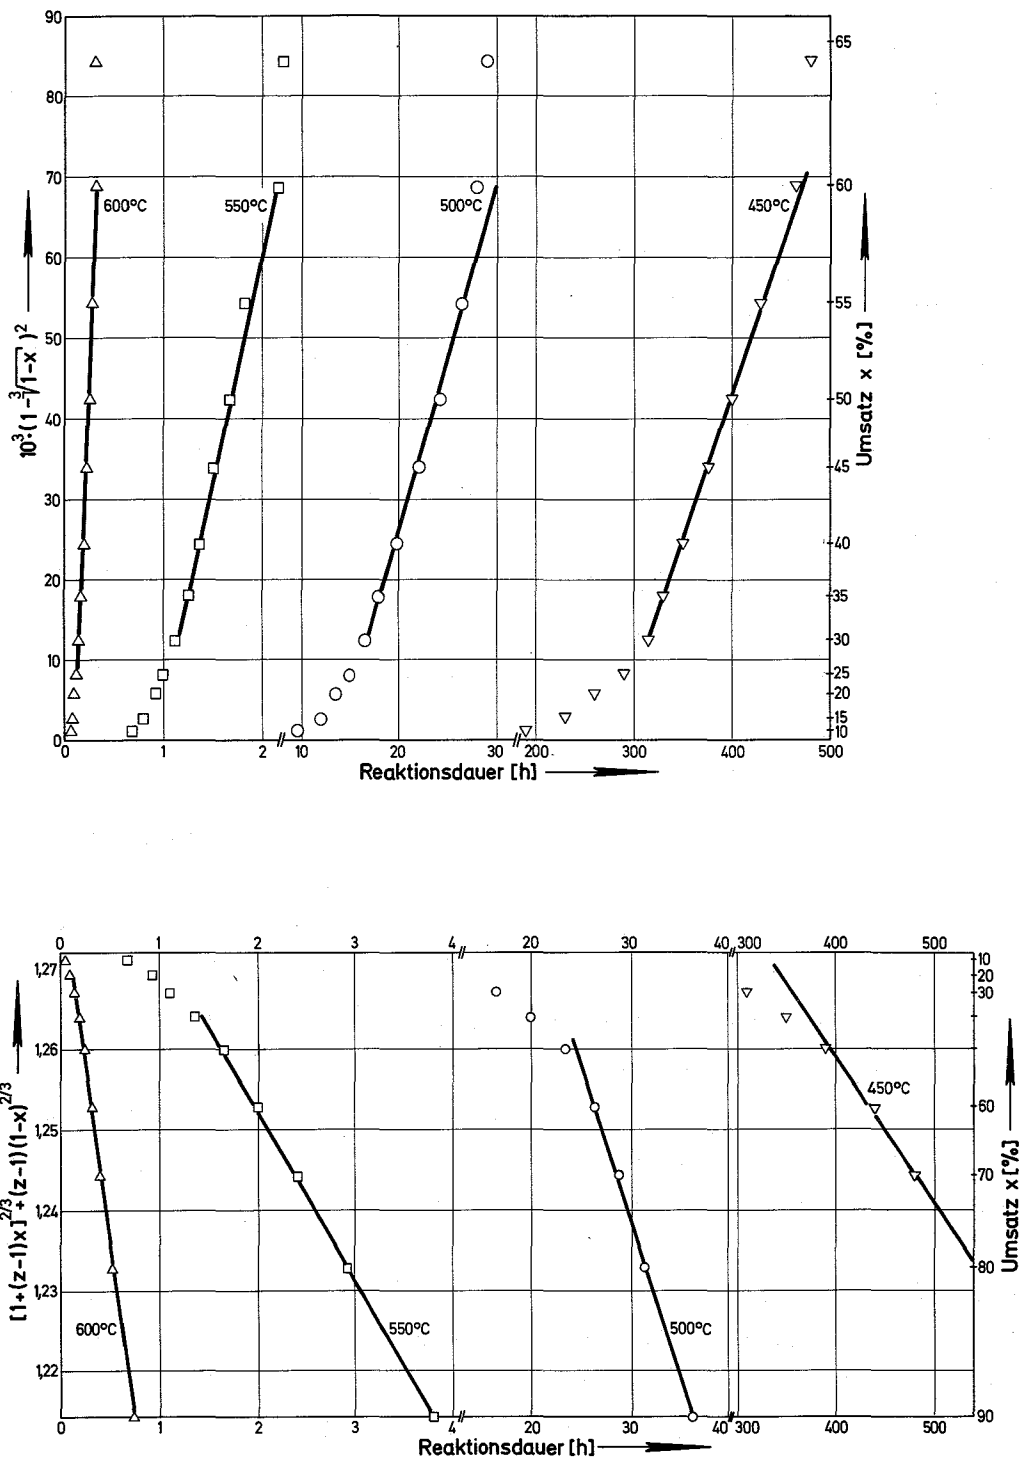 90
80
70
60
50
40
30
20
10
0
10³·(1-∛1-x)²
65
60
55
50
45
40
35
30
25
20
15
10
Umsatz x [%]
600°C
550°C
500°C
450°C
0 1 2 10 20 30 200 300 400 500
Reaktionsdauer [h]
0 1 2 3 4 20 30 40 300 400 500
1,27
1,26
1,25
1,24
1,23
1,22
[1+(z-1)x]^2/3+(z-1)(1-x)^2/3
10
20
30
60
70
80
90
Umsatz x [%]
450°C
600°C
550°C
500°C
0 1 2 3 4 20 30 40 300 400 500
Reaktionsdauer [h]